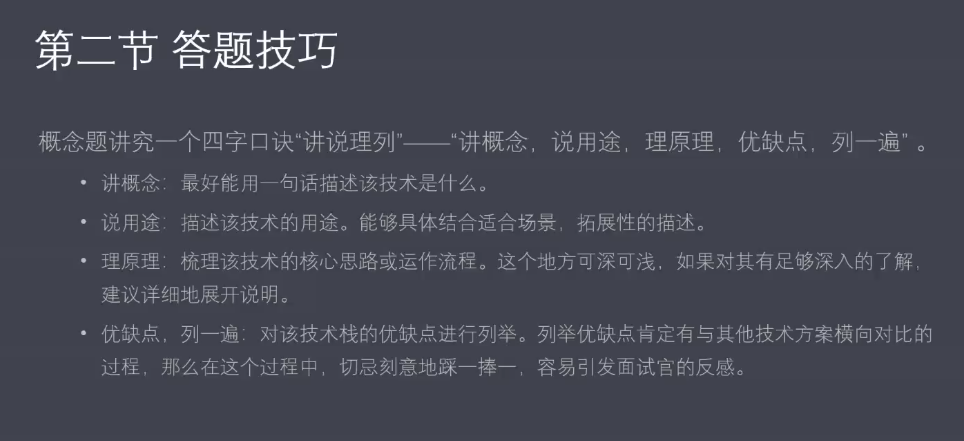 第二节 答题技巧
概念题讲究一个四字口诀“讲说理列”——“讲概念，说用途，理原理，优缺点，列一遍” 。
• 讲概念：最好能用一句话描述该技术是什么。
• 说用途：描述该技术的用途。能够具体结合适合场景，拓展性的描述。
• 理原理：梳理该技术的核心思路或运作流程。这个地方可深可浅，如果对其有足够深入的了解，
建议详细地展开说明。
• 优缺点，列一遍：对该技术栈的优缺点进行列举。列举优缺点肯定有与其他技术方案横向对比的
过程，那么在这个过程中，切忌刻意地踩一捧一，容易引发面试官的反感。